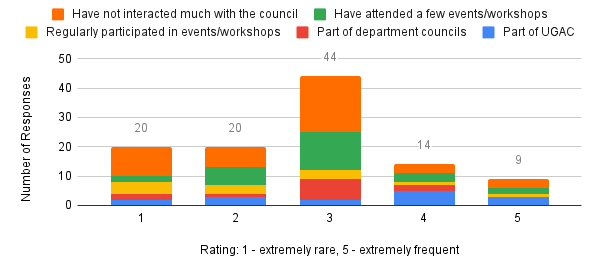 Have not interacted much with the council Have attended a few events/workshops
Regularly participated in events/workshops Part of department councils Part of UGAC
Number of Responses
50
40
30
20
10
0
20
20
44
14
9
1 2 3 4 5
Rating: 1 - extremely rare, 5 - extremely frequent